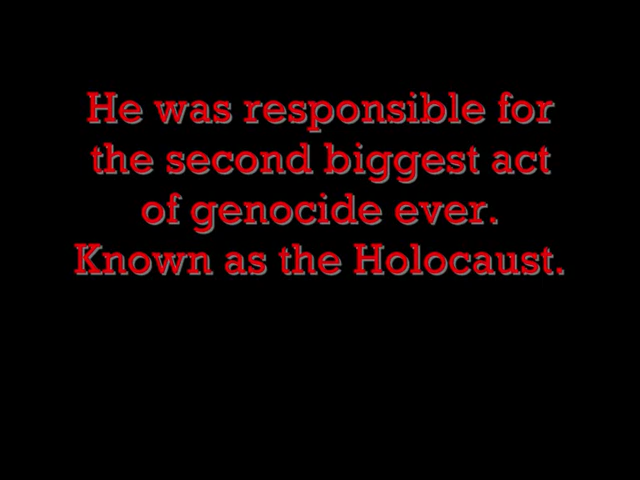 He was responsible for
the second biggest act
of genocide ever.
Known as the Holocaust.